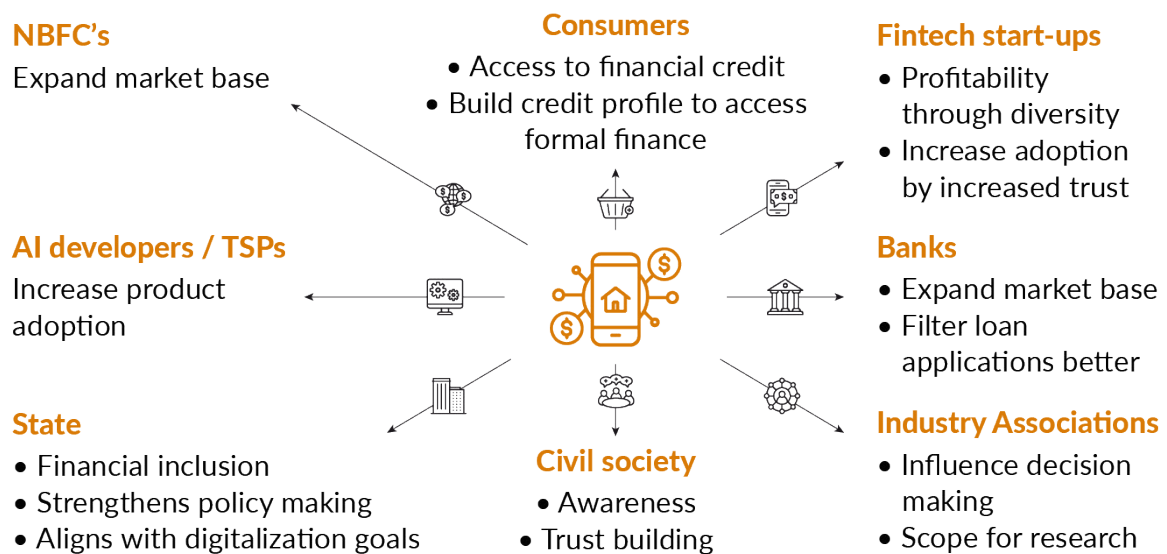 NBFC’s
Expand market base
Consumers
• Access to financial credit
• Build credit profile to access
formal finance
Fintech start-ups
• Profitability
through diversity
• Increase adoption
by increased trust
AI developers / TSPs
Increase product
adoption
Banks
• Expand market base
• Filter loan
applications better
State
• Financial inclusion
• Strengthens policy making
• Aligns with digitalization goals
Civil society
• Awareness
• Trust building
Industry Associations
• Influence decision
making
• Scope for research